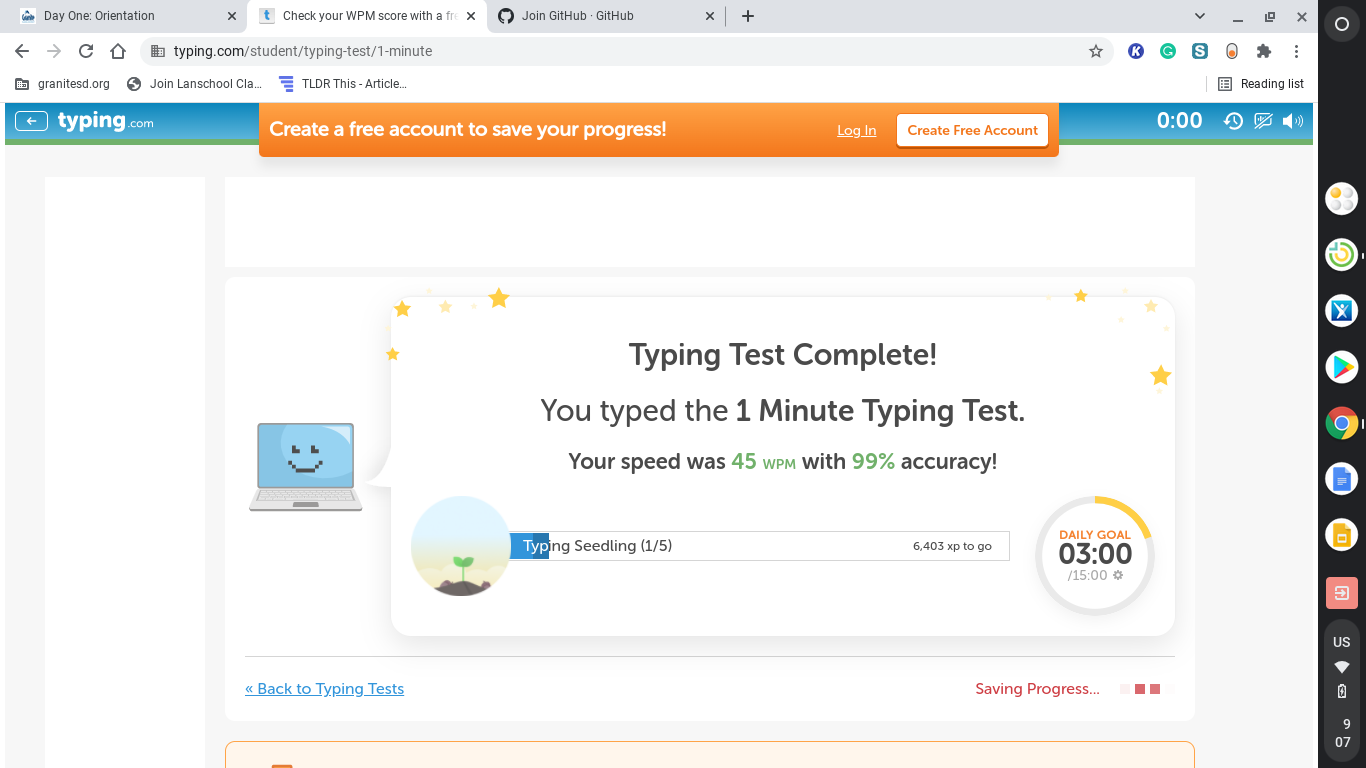 Day One: Orientation
Check your WPM score with a fre
Join GitHub · GitHub
typing.com/student/typing-test/1-minute
granitesd.org
Join Lanschool Cla...
TLDR This - Article...
Reading list
typing.com
Create a free account to save your progress!
Log In
Create Free Account
0:00
Typing Test Complete!
You typed the 1 Minute Typing Test.
Your speed was 45 WPM with 99% accuracy!
Typing Seedling (1/5)
6,403 xp to go
DAILY GOAL
03:00
/15:00
« Back to Typing Tests
Saving Progress...
US
9
07